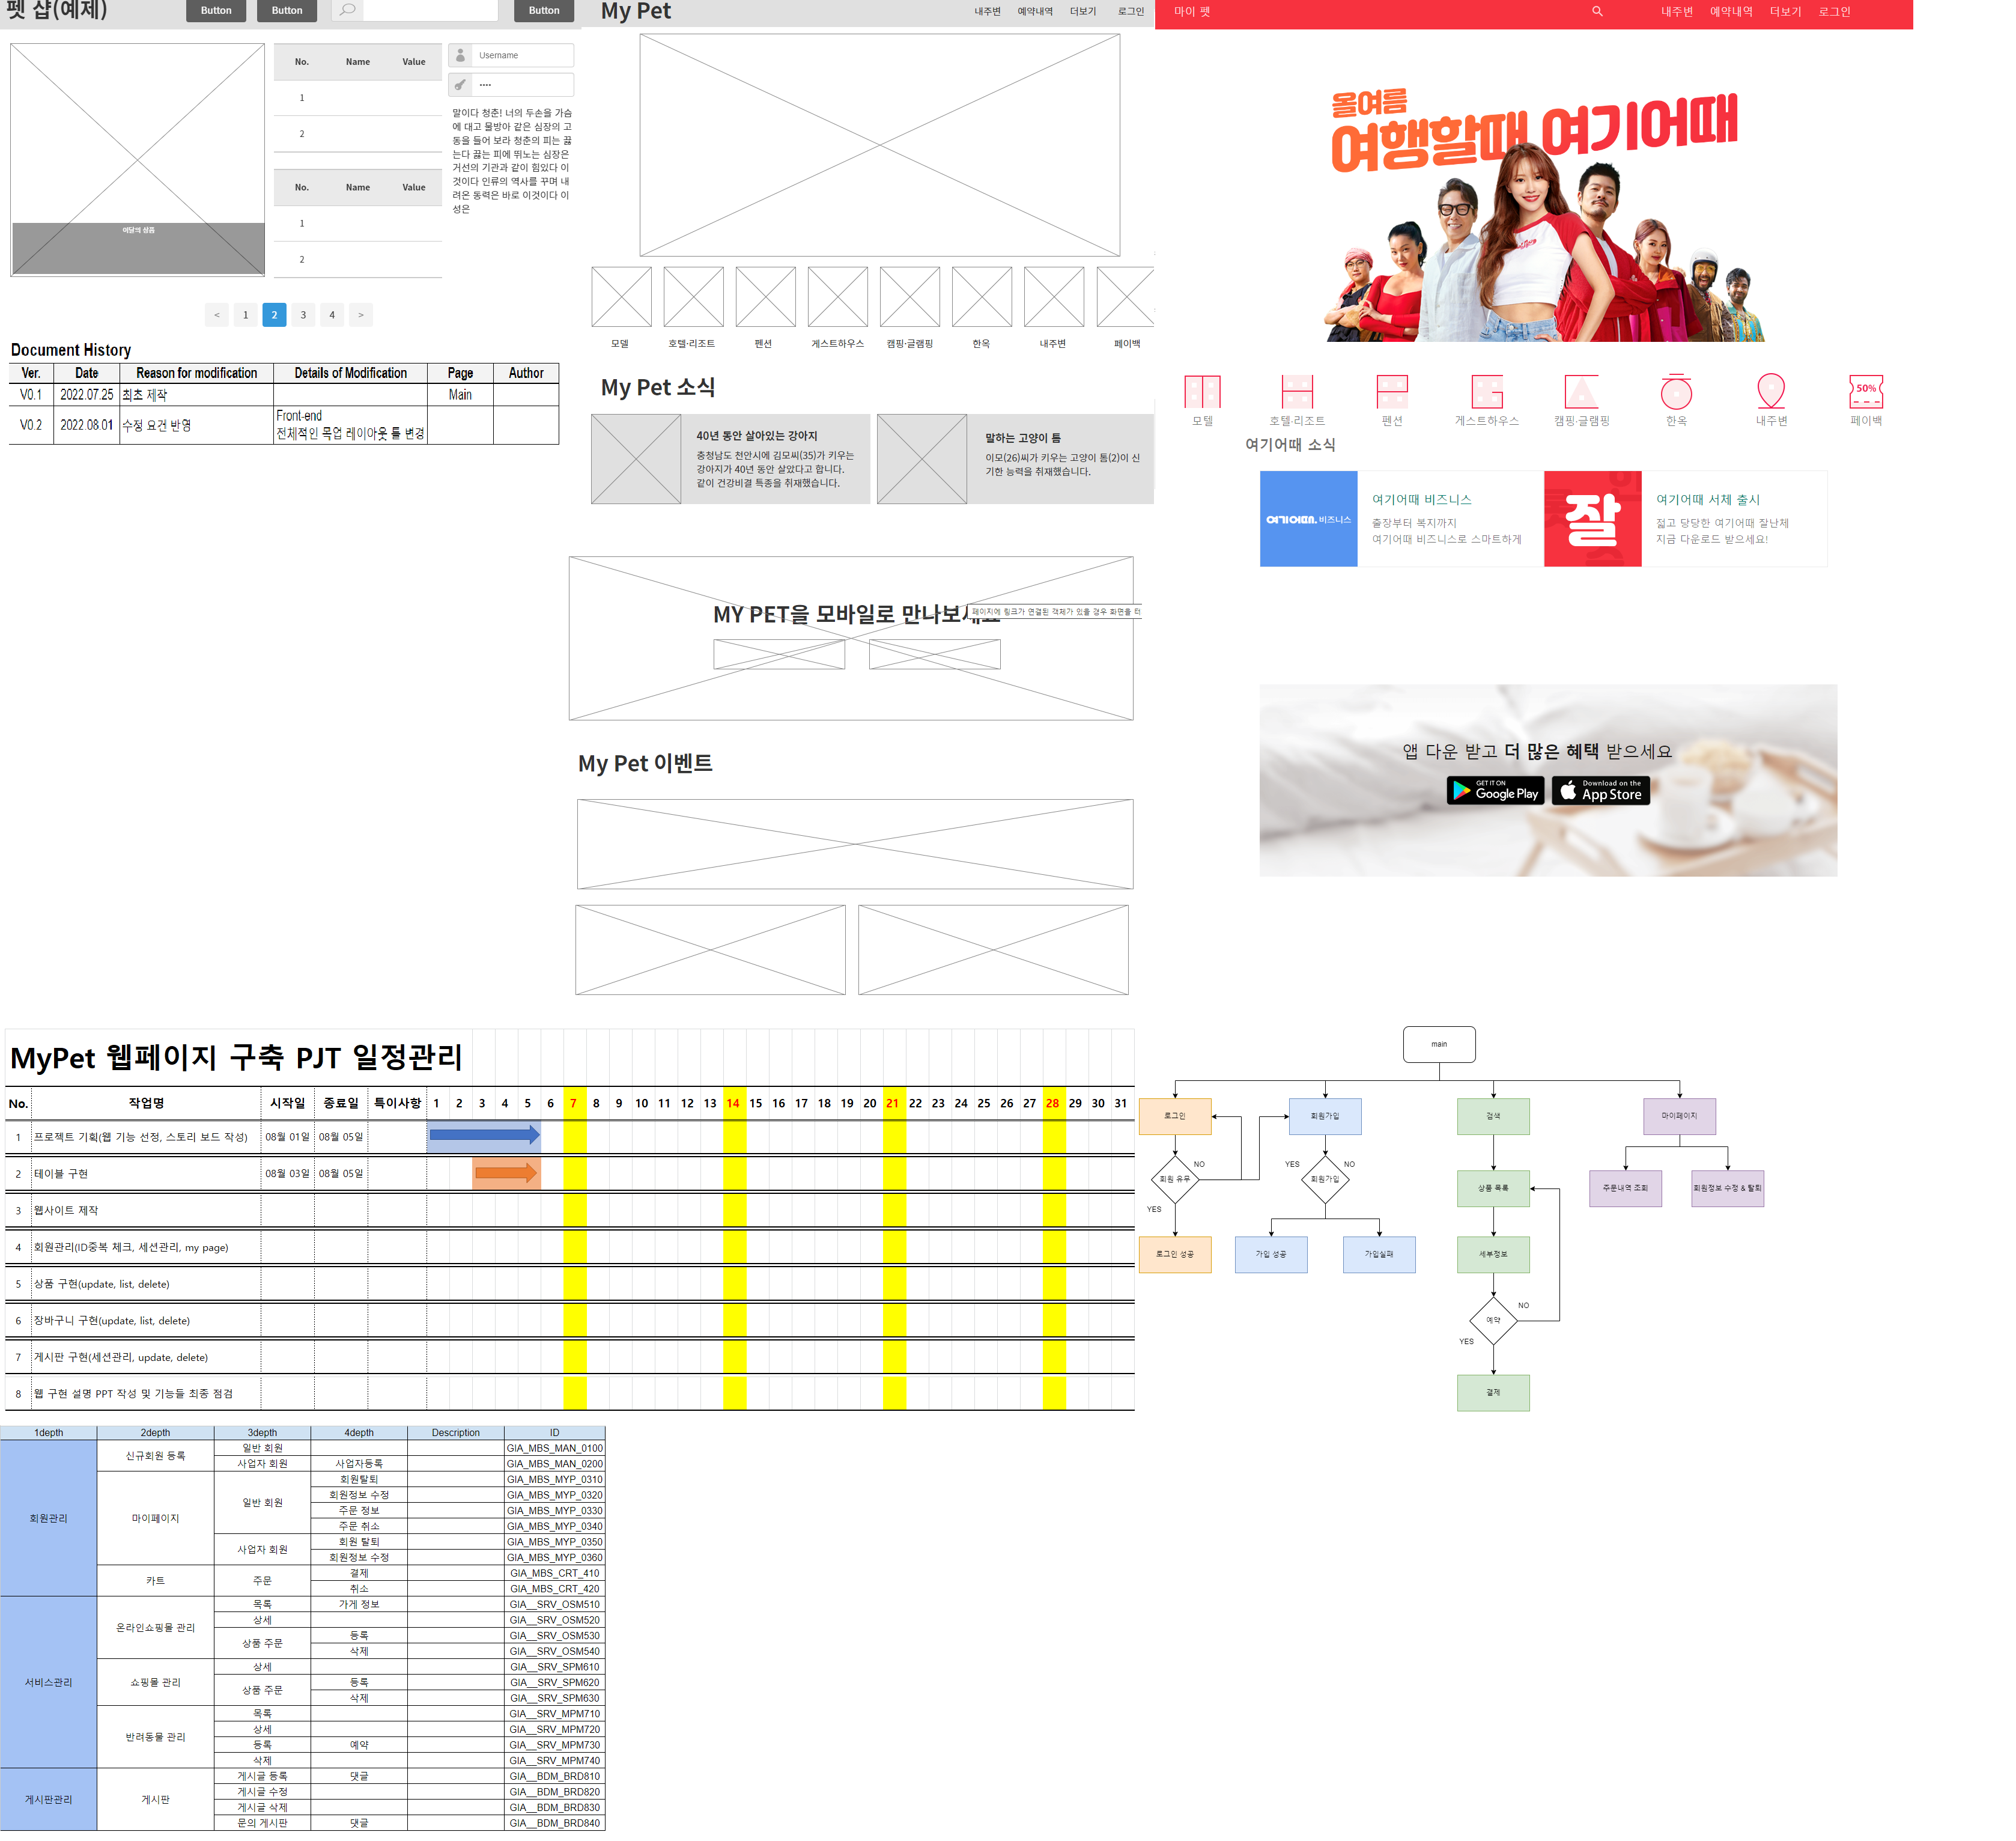 펫 샵(예제)
Button
Button
Button
No. Name Value
1
2
No. Name Value
1
2
이달의 상품
Username
····
말이다 청춘! 너의 두손을 가슴
에 대고 물방아 같은 심장의 고
동을 들어 보라 청춘의 피는 끓
는다 끓는 피에 뛰노는 심장은
거선의 기관과 같이 힘있다 이
것이다 인류의 역사를 꾸며 내
려온 동력은 바로 이것이다 이
성은
< 1 2 3 4 >
Document History
Ver. Date Reason for modification Details of Modification Page Author
V0.1 2022.07.25 최초 제작 Main
V0.2 2022.08.01 수정 요건 반영 Front-end
전체적인 목업 레이아웃 툴 변경
My Pet 내주변 예약내역 더보기 로그인
모델 호텔·리조트 펜션 게스트하우스 캠핑·글램핑 한옥 내주변 페이백
My Pet 소식
40년 동안 살아있는 강아지
충청남도 천안시에 김모씨(35)가 키우는
강아지가 40년 동안 살았다고 합니다.
같이 건강비결 특종을 취재했습니다.
말하는 고양이 톰
이모(26)씨가 키우는 고양이 톰(2)이 신
기한 능력을 취재했습니다.
MY PET을 모바일로 만나보세요
페이지에 링크가 연결된 객체가 있을 경우 화면을 터
My Pet 이벤트
마이 펫 내주변 예약내역 더보기 로그인
올여름
여행할때 여기어때
50%
모텔 호텔·리조트 펜션 게스트하우스 캠핑·글램핑 한옥 내주변 페이백
여기어때 소식
여기어때. 비즈니스
여기어때 비즈니스
출장부터 복지까지
여기어때 비즈니스로 스마트하게
잘
여기어때 서체 출시
젊고 당당한 여기어때 잘난체
지금 다운로드 받으세요!
앱 다운 받고 더 많은 혜택 받으세요
GET IT ON
Google Play
Download on the
App Store
MyPet 웹페이지 구축 PJT 일정관리
No. 작업명 시작일 종료일 특이사항 1 2 3 4 5 6 7 8 9 10 11 12 13 14 15 16 17 18 19 20 21 22 23 24 25 26 27 28 29 30 31
1 프로젝트 기획(웹 기능 선정, 스토리 보드 작성) 08월 01일 08월 05일
2 테이블 구현 08월 03일 08월 05일
3 웹사이트 제작
4 회원관리(ID중복 체크, 세션관리, my page)
5 상품 구현(update, list, delete)
6 장바구니 구현(update, list, delete)
7 게시판 구현(세션관리, update, delete)
8 웹 구현 설명 PPT 작성 및 기능들 최종 점검
main
로그인 회원가입 검색 마이페이지
NO YES NO
회원 유무 회원가입 상품 목록 주문내역 조회 회원정보 수정 & 탈퇴
YES
로그인 성공 가입 성공 가입실패 세부정보
NO
예약
YES
결제
1depth 2depth 3depth 4depth Description ID
회원관리 신규회원 등록 일반 회원 GIA_MBS_MAN_0100
사업자 회원 사업자등록 GIA_MBS_MAN_0200
마이페이지 일반 회원 회원탈퇴 GIA_MBS_MYP_0310
회원정보 수정 GIA_MBS_MYP_0320
주문 정보 GIA_MBS_MYP_0330
주문 취소 GIA_MBS_MYP_0340
사업자 회원 회원 탈퇴 GIA_MBS_MYP_0350
회원정보 수정 GIA_MBS_MYP_0360
카트 주문 결제 GIA_MBS_CRT_410
취소 GIA_MBS_CRT_420
서비스관리 온라인쇼핑몰 관리 목록 가게 정보 GIA__SRV_OSM510
상세 GIA__SRV_OSM520
상품 주문 등록 GIA__SRV_OSM530
삭제 GIA__SRV_OSM540
쇼핑몰 관리 상세 GIA__SRV_SPM610
상품 주문 등록 GIA__SRV_SPM620
삭제 GIA__SRV_SPM630
반려동물 관리 목록 GIA__SRV_MPM710
상세 GIA__SRV_MPM720
등록 예약 GIA__SRV_MPM730
삭제 GIA__SRV_MPM740
게시판관리 게시판 게시글 등록 댓글 GIA__BDM_BRD810
게시글 수정 GIA__BDM_BRD820
게시글 삭제 GIA__BDM_BRD830
문의 게시판 댓글 GIA__BDM_BRD840